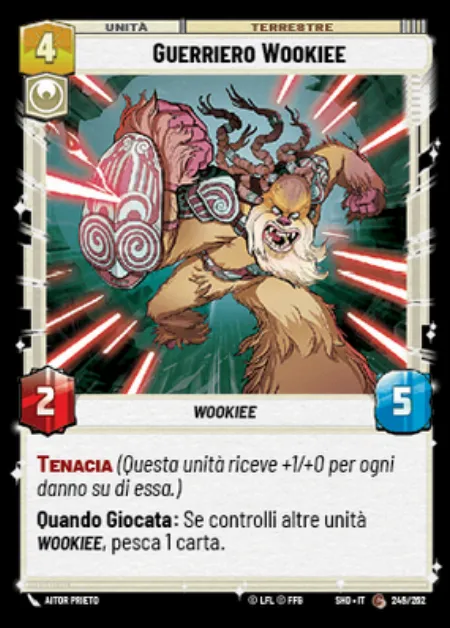 4
UNITÀ
TERRESTRE
GUERRIERO WOOKIEE
2
WOOKIEE
5
TENACIA (Questa unità riceve +1/+0 per ogni
danno su di essa.)
Quando Giocata: Se controlli altre unità
WOOKIEE, pesca 1 carta.
AITOR PRIETO
© LFL © FFG
SHD • IT
C
248/262